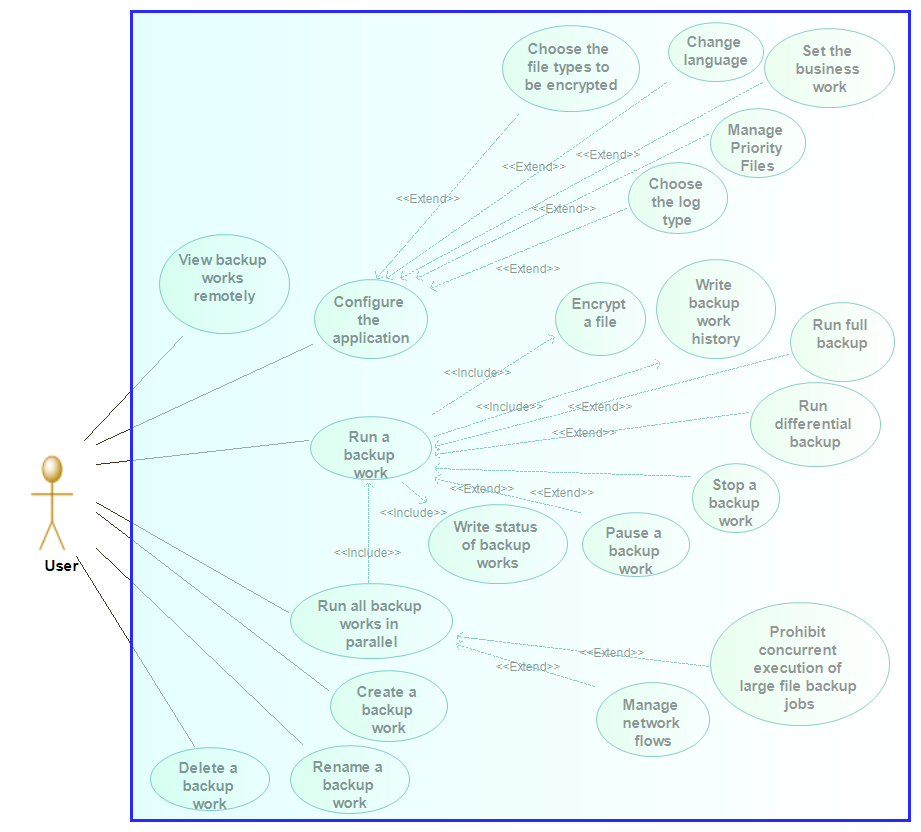 Choose the
file types to
be encrypted
Change
language
Set the
business
work
Manage
Priority
Files
Choose
the log
type
<<Extend>>
<<Extend>>
<<Extend>>
<<Extend>>
<<Extend>>
View backup
works
remotely
Configure
the
application
Encrypt
a file
Write
backup
work
history
Run full
backup
Run
differential
backup
<<Include>>
<<Include>>
<<Extend>>
<<Extend>>
Run a
backup
work
<<Extend>>
<<Extend>>
Stop a
backup
work
<<Include>>
Write status
of backup
works
Pause a
backup
work
<<Include>>
User
Run all backup
works in
parallel
Prohibit
concurrent
execution of
large file backup
jobs
<<Extend>>
<<Extend>>
Create a
backup
work
Manage
network
flows
Delete a
backup
work
Rename a
backup
work